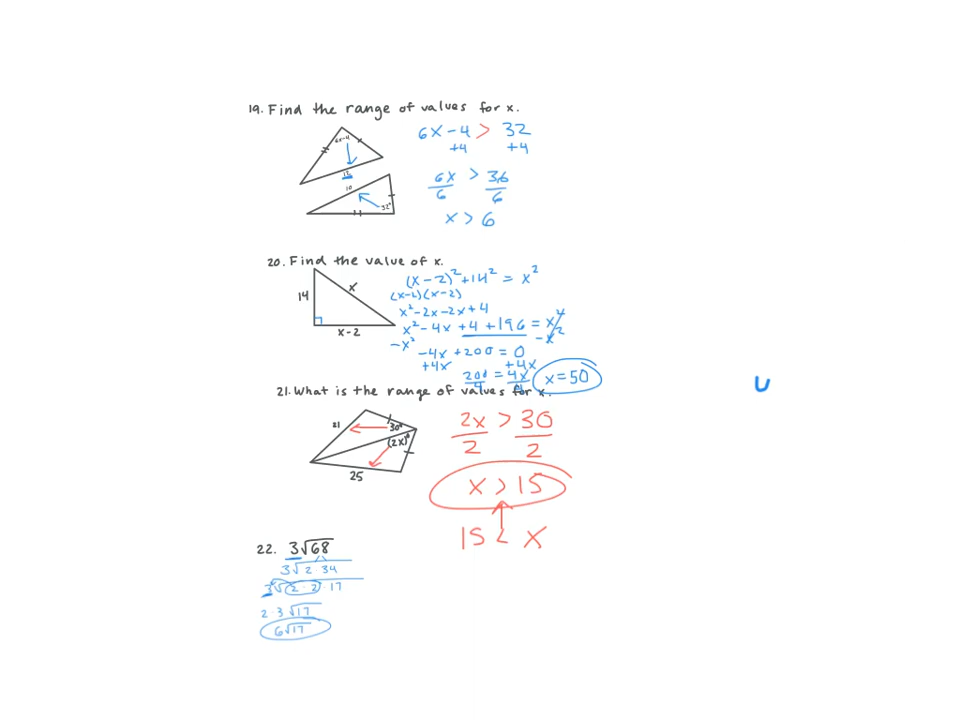 19. Find the range of values for x.
6x-4
12
10
32°
6x-4 > 32
+4 +4
6x/6 > 36/6
x > 6
20. Find the value of x.
14
x
x-2
(x-2)²+14² = x²
(x-2)(x-2)
x²-2x-2x+4
x²-4x+4+196 = x²
-x² -x²
-4x+200 = 0
+4x +4x
200/4 = 4x/4
x=50
21. What is the range of values for x.
21
30°
(2x)°
25
2x/2 > 30/2
x > 15
15 < x
U
22. 3√68
3√2·34
3√2·2·17
2·3√17
6√17